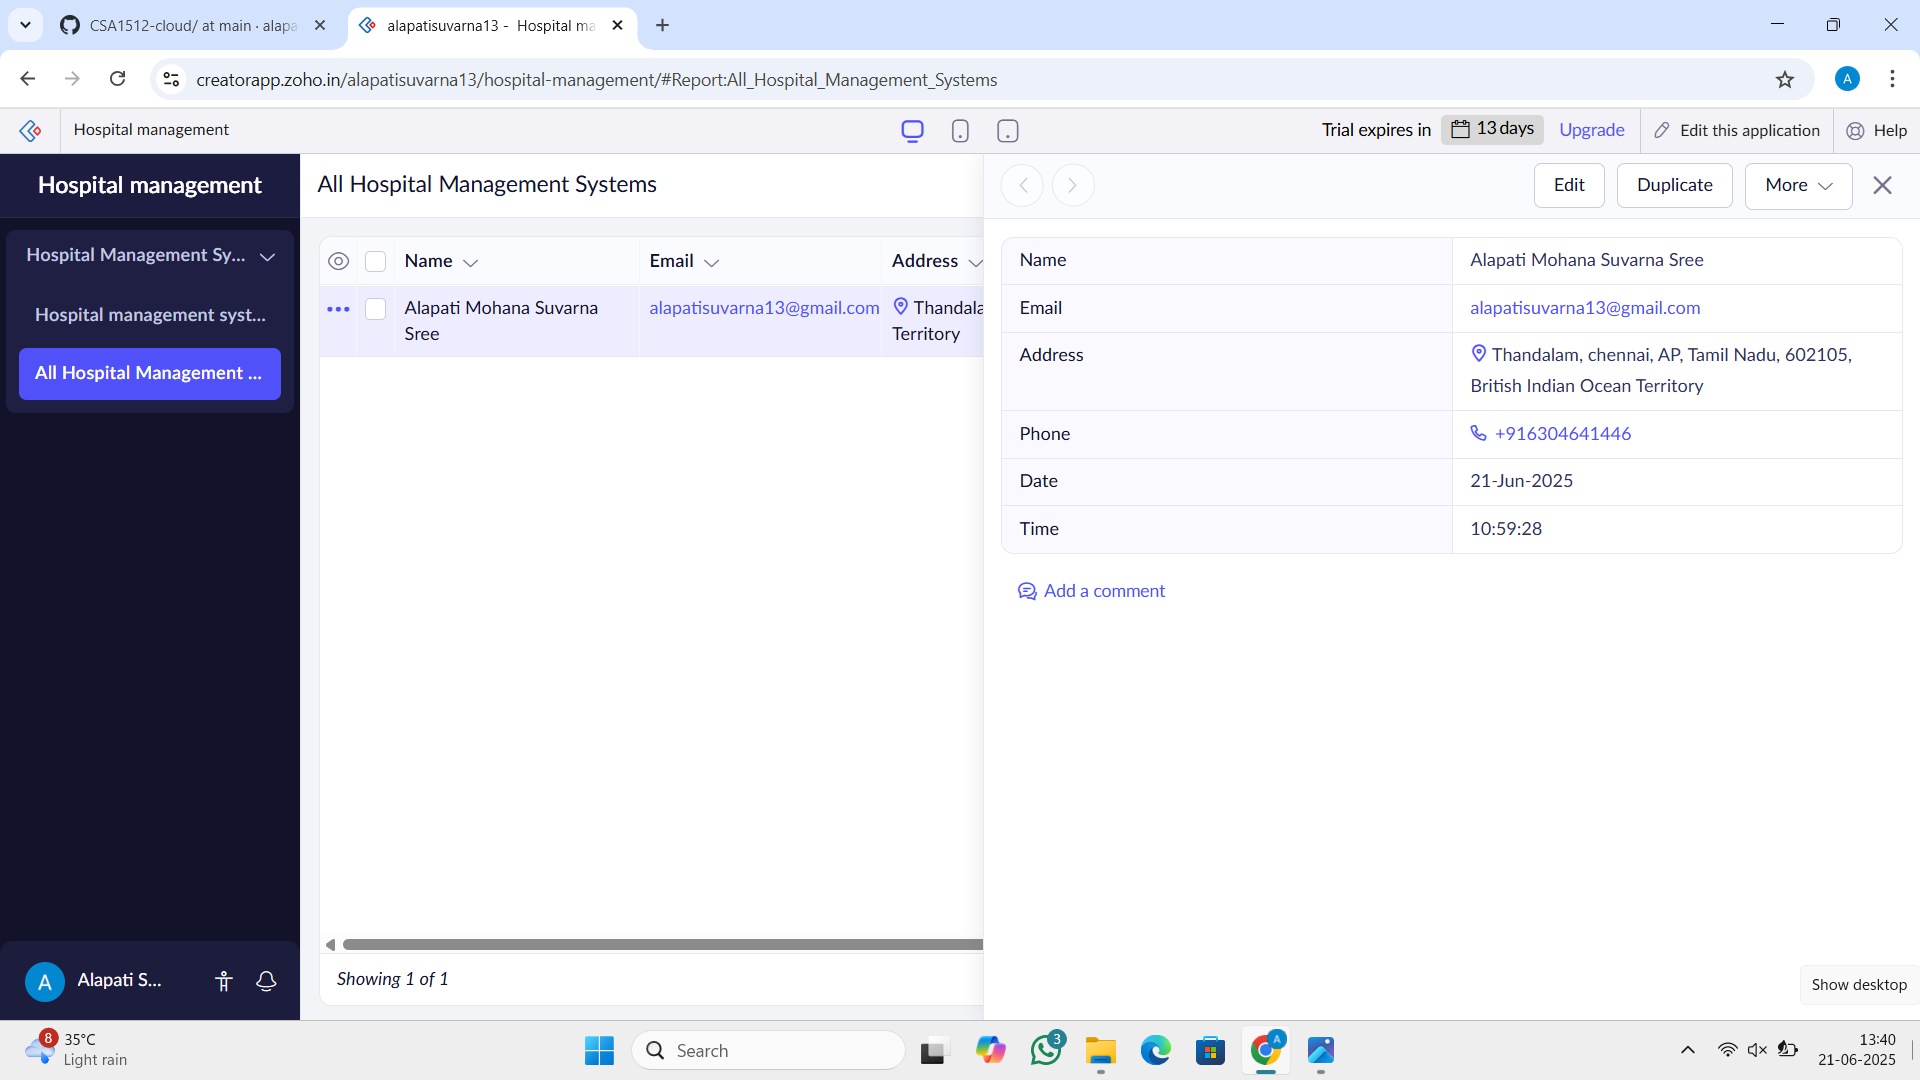 CSA1512-cloud/ at main · alapa
alapatisuvarna13 - Hospital ma
creatorapp.zoho.in/alapatisuvarna13/hospital-management/#Report:All_Hospital_Management_Systems
A
Hospital management
Trial expires in 13 days Upgrade
Edit this application
Help
Hospital management
Hospital Management Sy...
Hospital management syst...
All Hospital Management ...
A Alapati S...
All Hospital Management Systems
Name Email Address
Alapati Mohana Suvarna alapatisuvarna13@gmail.com Thandala
Sree Territory
Showing 1 of 1
Edit Duplicate More
Name Alapati Mohana Suvarna Sree
Email alapatisuvarna13@gmail.com
Address Thandalam, chennai, AP, Tamil Nadu, 602105,
British Indian Ocean Territory
Phone +916304641446
Date 21-Jun-2025
Time 10:59:28
Add a comment
Show desktop
8 35°C
Light rain
Search
3
A
13:40
21-06-2025